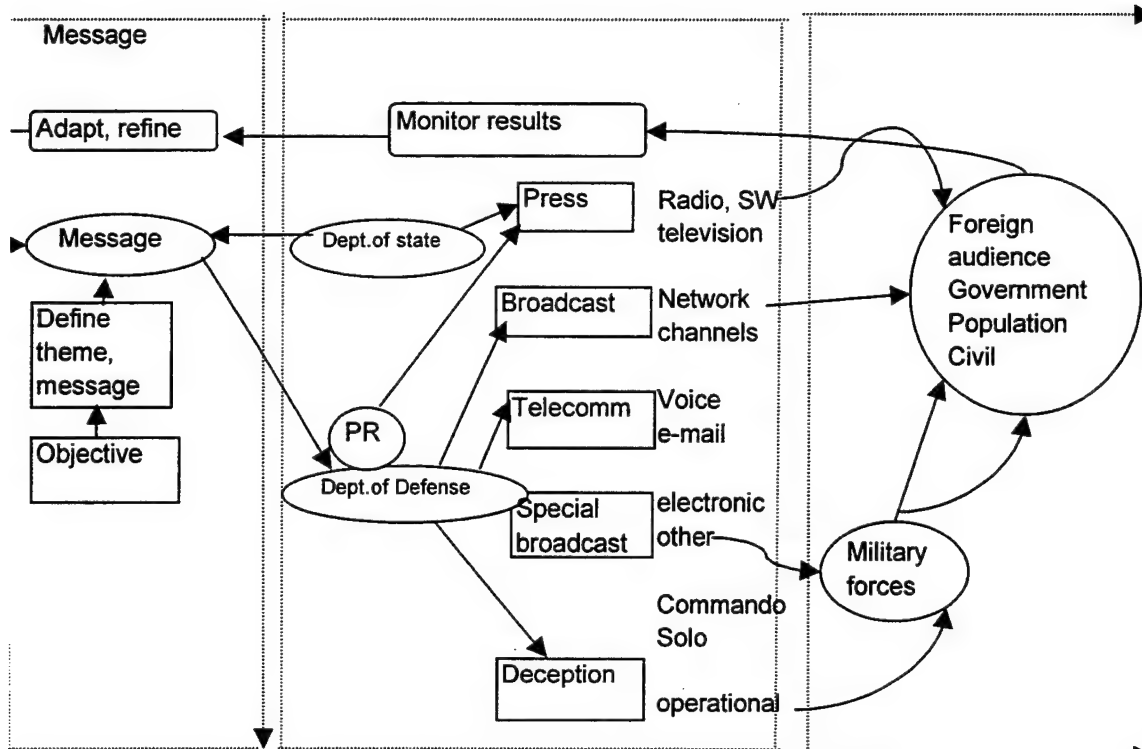 Message
Adapt, refine
Monitor results
Press
Radio, SW
television
Message
Dept.of state
Foreign
audience
Government
Population
Civil
Define
theme,
message
Broadcast
Network
channels
Objective
PR
Telecomm
Voice
e-mail
Dept.of Defense
Special
broadcast
electronic
other
Military
forces
Commando
Solo
Deception
operational